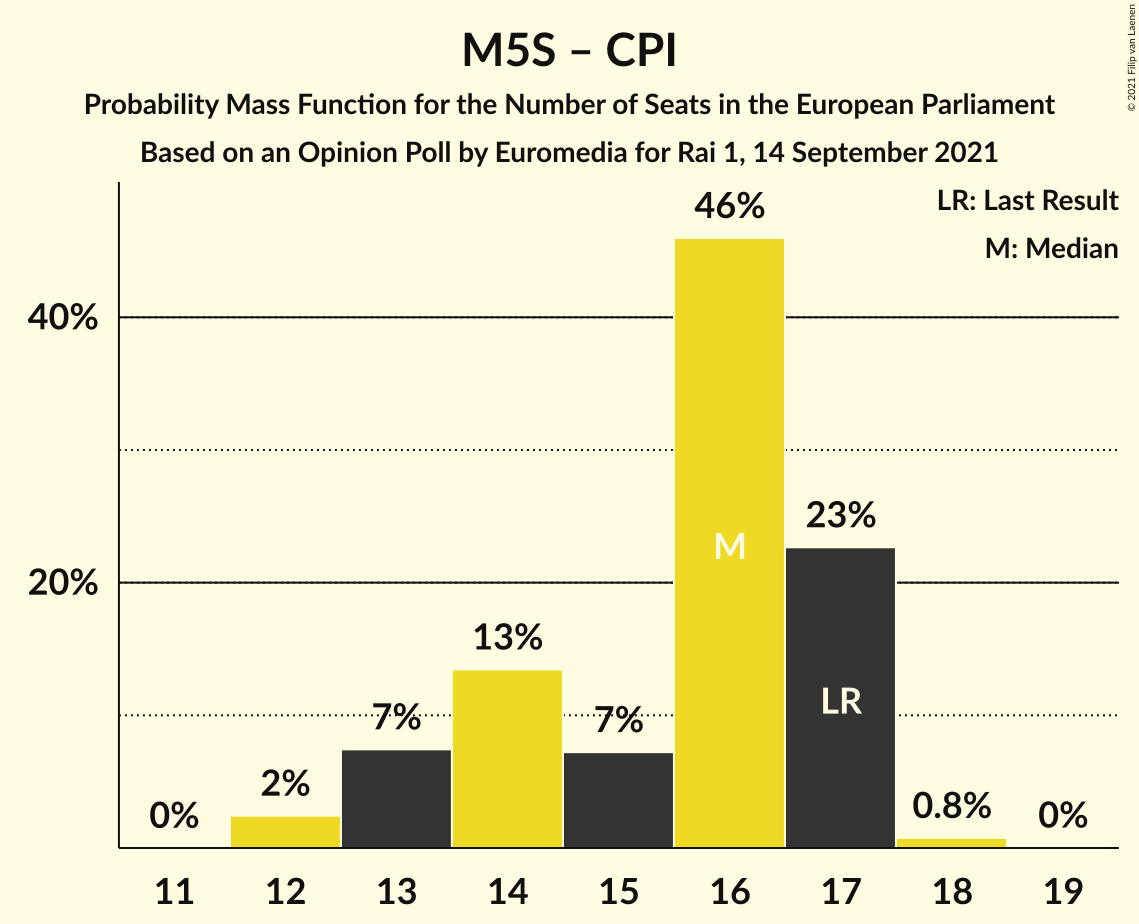 M5S – CPI
Probability Mass Function for the Number of Seats in the European Parliament
Based on an Opinion Poll by Euromedia for Rai 1, 14 September 2021
© 2021 Filip van Laenen
LR: Last Result
M: Median
40%
20%
0%
2%
7%
13%
7%
46%
23%
0.8%
0%
M
LR
11 12 13 14 15 16 17 18 19